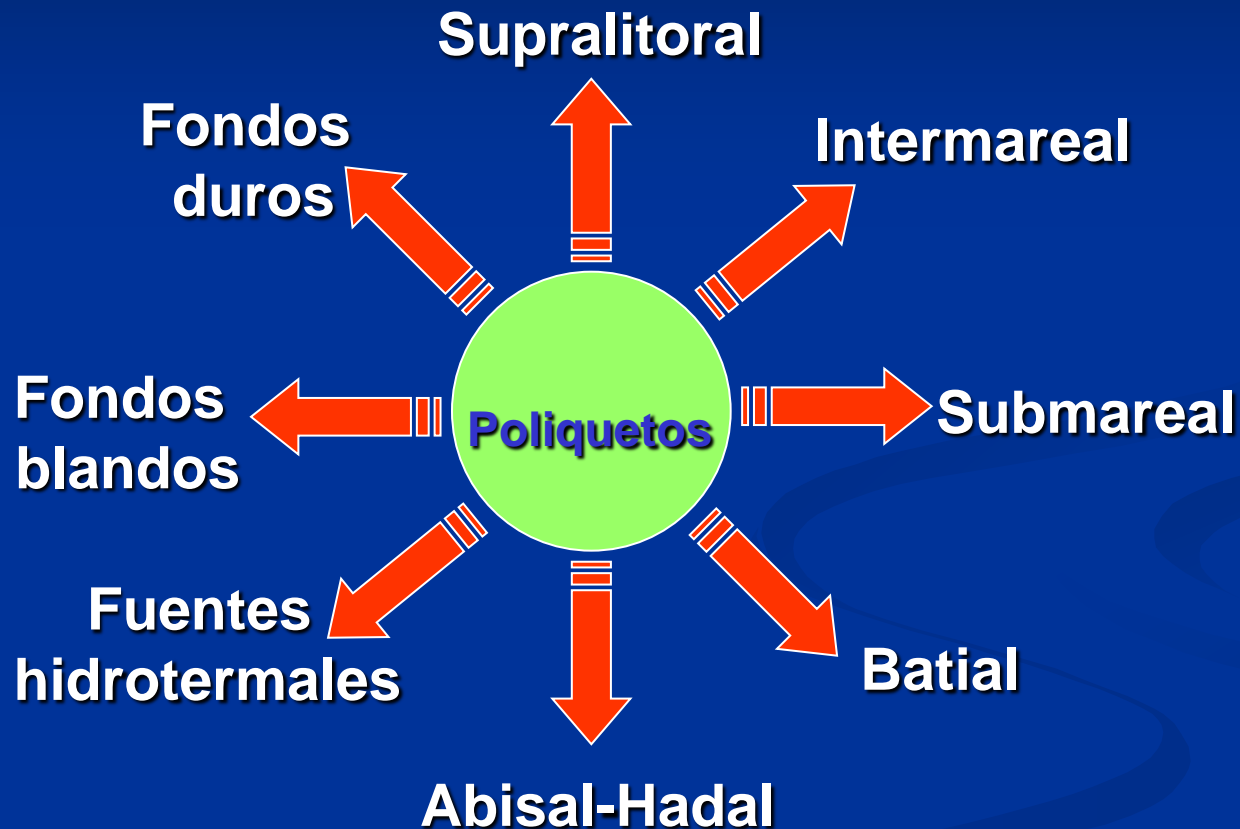 Supralitoral
Fondos
duros
Intermareal
Fondos
blandos
Poliquetos
Submareal
Fuentes
hidrotermales
Batial
Abisal-Hadal